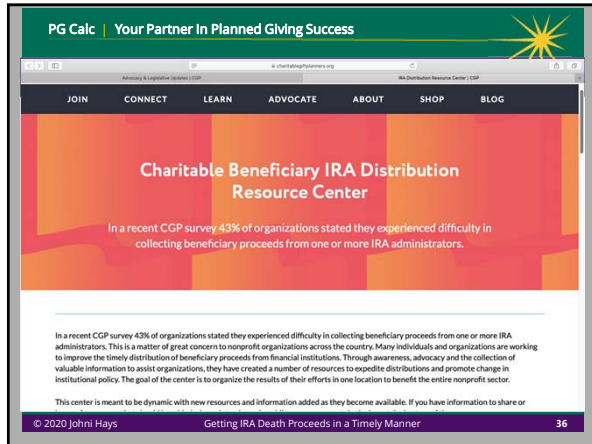 PG Calc | Your Partner In Planned Giving Success
charitablegiftplanners.org
Advocacy & Legislative Updates | CGP
IRA Distribution Resource Center | CGP
JOIN CONNECT LEARN ADVOCATE ABOUT SHOP BLOG
Charitable Beneficiary IRA Distribution
Resource Center
In a recent CGP survey 43% of organizations stated they experienced difficulty in
collecting beneficiary proceeds from one or more IRA administrators.
In a recent CGP survey 43% of organizations stated they experienced difficulty in collecting beneficiary proceeds from one or more IRA
administrators. This is a matter of great concern to nonprofit organizations across the country. Many individuals and organizations are working
to improve the timely distribution of beneficiary proceeds from financial institutions. Through awareness, advocacy and the collection of
valuable information to assist organizations, they have created a number of resources to expedite distributions and promote change in
institutional policy. The goal of the center is to organize the results of their efforts in one location to benefit the entire nonprofit sector.
This center is meant to be dynamic with new resources and information added as they become available. If you have information to share or
© 2020 Johni Hays
Getting IRA Death Proceeds in a Timely Manner
36